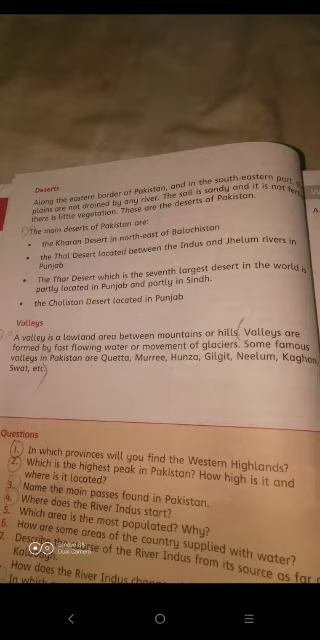 Deserts
Along the eastern border of Pakistan, and in the south-eastern part,
plains are not drained by any river. The soil is sandy and it is not
there is little vegetation. These are the deserts of Pakistan.
The main deserts of Pakistan are:
• the Kharan Desert in north-east of Balochistan
• the Thal Desert located between the Indus and Jhelum rivers in
Punjab
• The Thar Desert which is the seventh largest desert in the world is
partly located in Punjab and partly in Sindh.
• the Cholistan Desert located in Punjab
Valleys
A valley is a lowland area between mountains or hills. Valleys are
formed by fast flowing water or movement of glaciers. Some famous
valleys in Pakistan are Quetta, Murree, Hunza, Gilgit, Neelum, Kaghan,
Swat, etc.
Questions
1. In which provinces will you find the Western Highlands?
2. Which is the highest peak in Pakistan? How high is it and
where is it located?
3. Name the main passes found in Pakistan.
4. Where does the River Indus start?
5. Which area is the most populated? Why?
6. How are some areas of the country supplied with water?
7. Describe the course of the River Indus from its source as far
How does the River Indus
In which
Dual Camera